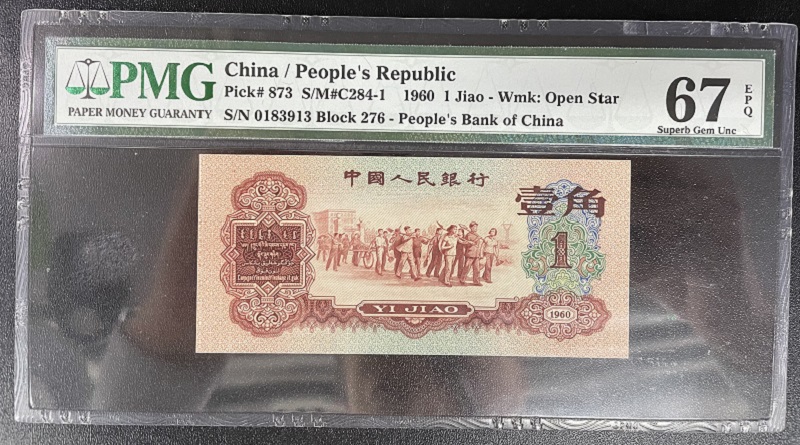 PMG
PAPER MONEY GUARANTY
China / People's Republic
Pick# 873 S/M#C284-1 1960 1 Jiao - Wmk: Open Star
S/N 0183913 Block 276 - People's Bank of China
67 EPQ
Superb Gem Unc
中国人民银行
壹角
1
YI JIAO
1960